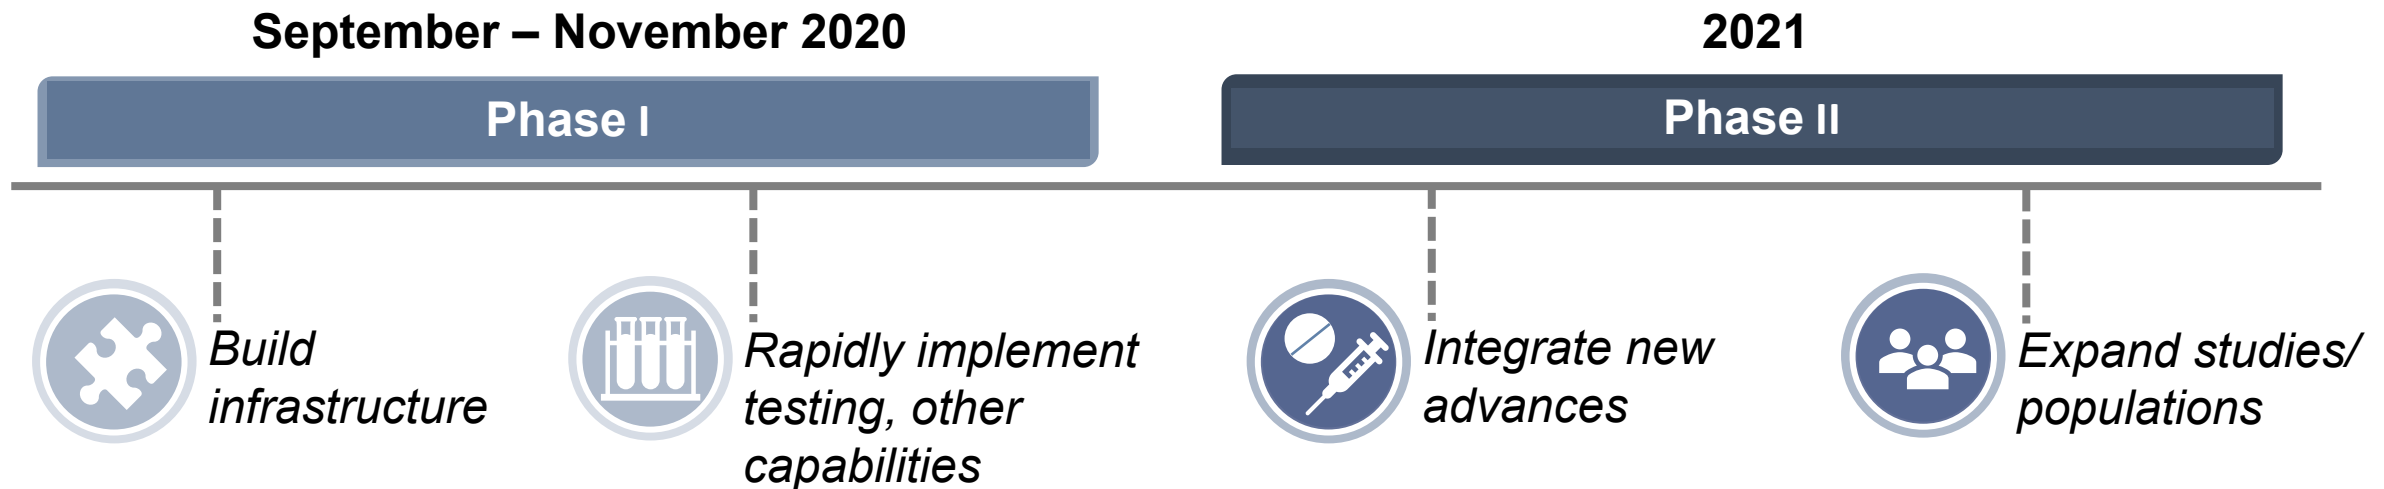 September – November 2020
2021
Phase I
Phase II
Build
infrastructure
Rapidly implement
testing, other
capabilities
Integrate new
advances
Expand studies/
populations